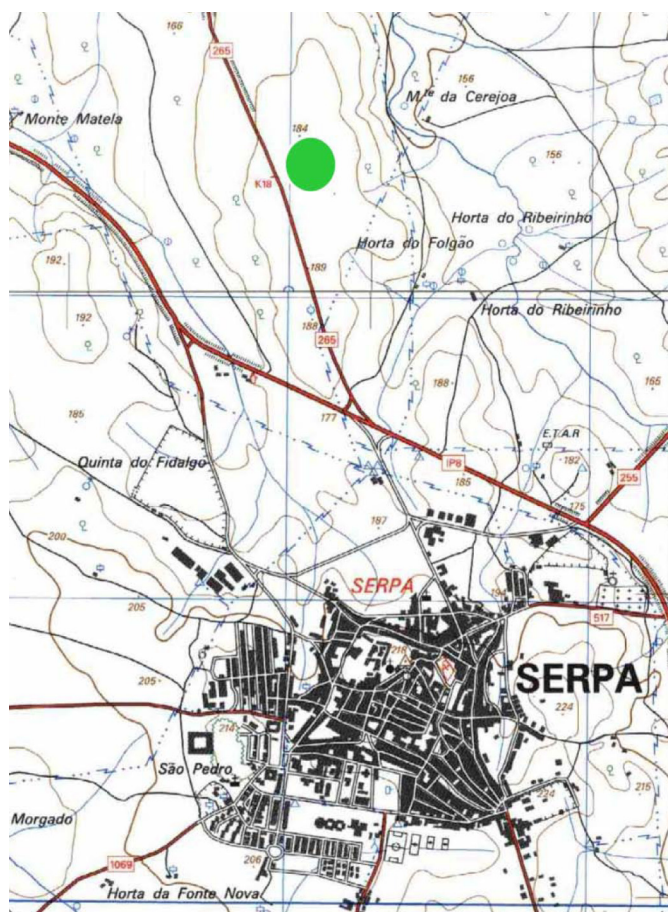 166
265
156
Mte da Cerejoa
Monte Matela
184
156
K18
Horta do Ribeirinho
Horta do Folgão
192
189
192
Horta do Ribeirinho
188
265
188
165
177
185
E.T.A.R
182
Quinta do Fidalgo
IP8
185
255
175
187
200
SERPA
194
205
517
218
SERPA
205
224
214
São Pedro
224
215
Morgado
206
1069
Horta da Fonte Nova